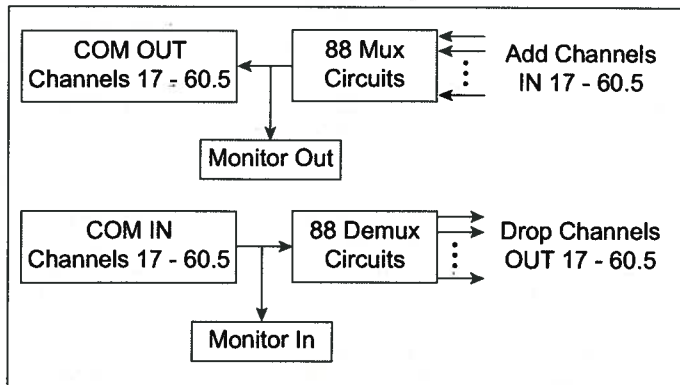 COM OUT
Channels 17 - 60.5
88 Mux
Circuits
Add Channels
IN 17 - 60.5
Monitor Out
COM IN
Channels 17 - 60.5
88 Demux
Circuits
Drop Channels
OUT 17 - 60.5
Monitor In